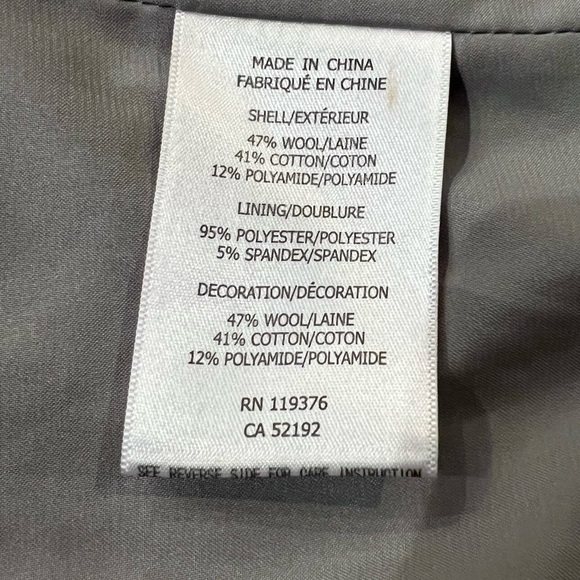 MADE IN CHINA
FABRIQUÉ EN CHINE
SHELL/EXTÉRIEUR
47% WOOL/LAINE
41% COTTON/COTON
12% POLYAMIDE/POLYAMIDE
LINING/DOUBLURE
95% POLYESTER/POLYESTER
5% SPANDEX/SPANDEX
DECORATION/DÉCORATION
47% WOOL/LAINE
41% COTTON/COTON
12% POLYAMIDE/POLYAMIDE
RN 119376
CA 52192
SEE REVERSE SIDE FOR CARE INSTRUCTION